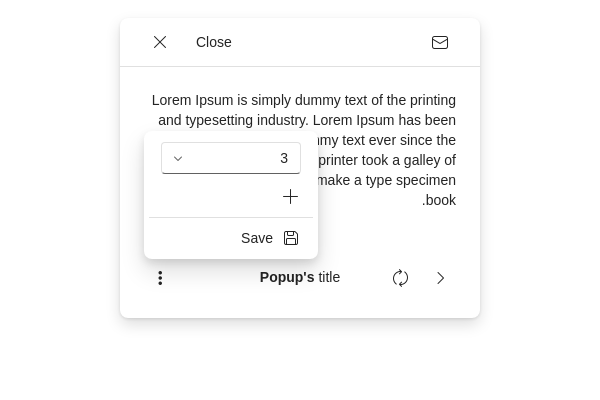 Close
Lorem Ipsum is simply dummy text of the printing
and typesetting industry. Lorem Ipsum has been
text ever since the
printer took a galley of
make a type specimen
.book
3
Save
Popup's title